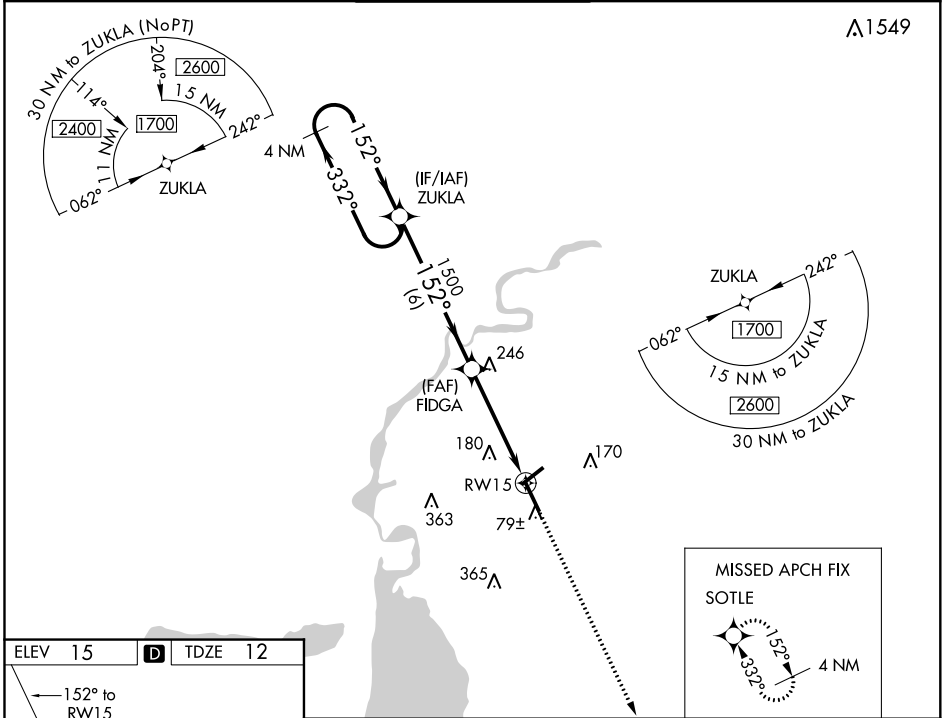 1549
30 NM to ZUKLA (NoPT)
204°
2600
114°
15 NM
2400
1700
242°
11 NM
062°
ZUKLA
4 NM
152°
332°
(IF/IAF)
ZUKLA
1500
152°
(6)
246
(FAF)
FIDGA
180
170
RW15
363
79±
365
ZUKLA
242°
062°
1700
15 NM to ZUKLA
2600
30 NM to ZUKLA
MISSED APCH FIX
SOTLE
152°
332°
4 NM
ELEV 15 D TDZE 12
152° to
RW15